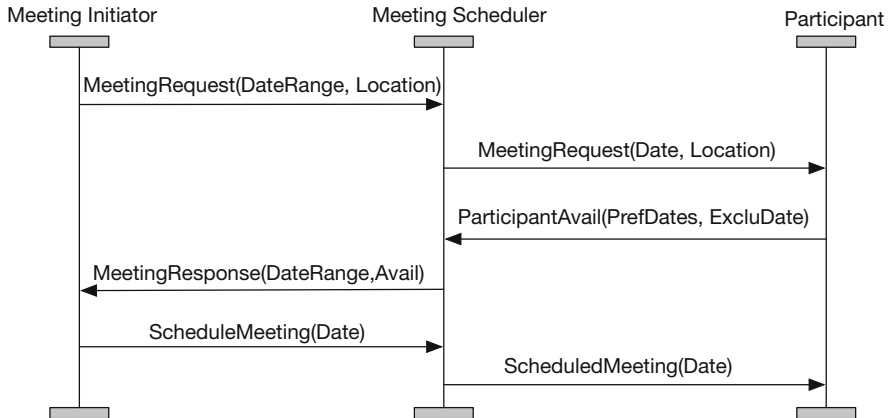 Meeting Initiator
Meeting Scheduler
Participant
MeetingRequest(DateRange, Location)
MeetingRequest(Date, Location)
ParticipantAvail(PrefDates, ExcluDate)
MeetingResponse(DateRange,Avail)
ScheduleMeeting(Date)
ScheduledMeeting(Date)